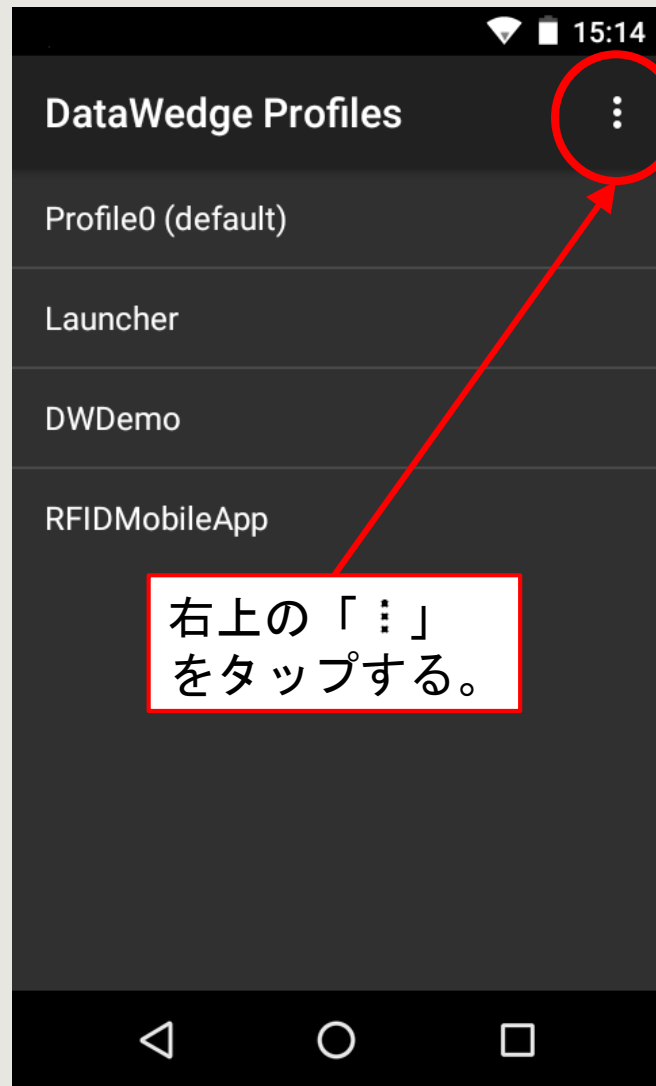 15:14
DataWedge Profiles
Profile0 (default)
Launcher
DWDemo
RFIDMobileApp
右上の「⋮」
をタップする。